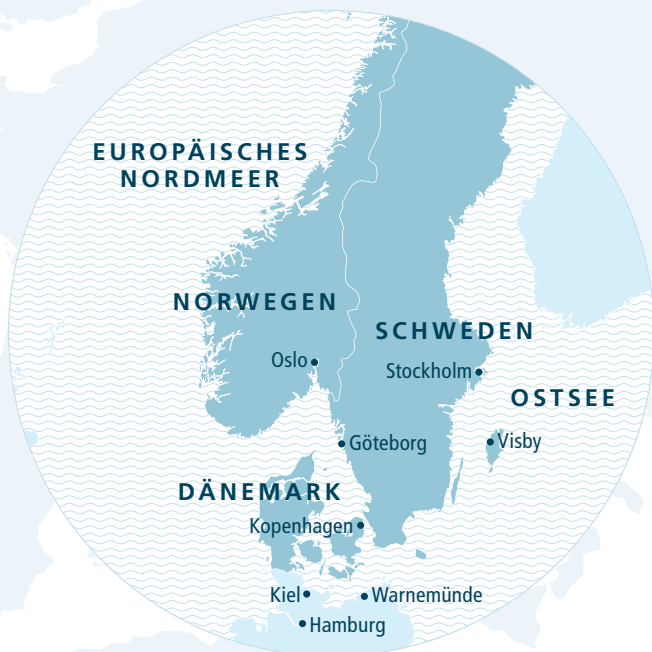 EUROPÄISCHES
NORDMEER
NORWEGEN
SCHWEDEN
Oslo
Stockholm
OSTSEE
Göteborg
Visby
DÄNEMARK
Kopenhagen
Kiel
Warnemünde
Hamburg